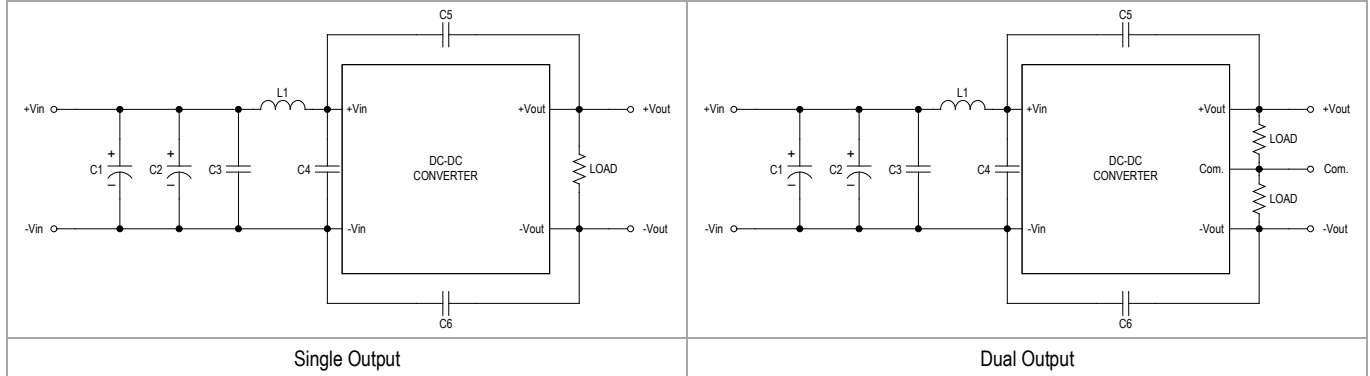 C5
L1
+Vin
+Vin
+Vout
+Vout
+
+
C1
C2
C3
C4
DC-DC
CONVERTER
LOAD
-Vin
-Vin
-Vout
-Vout
C6
Single Output
C5
L1
+Vin
+Vin
+Vout
+Vout
LOAD
+
+
C1
C2
C3
C4
DC-DC
CONVERTER
Com.
Com.
LOAD
-Vin
-Vin
-Vout
-Vout
C6
Dual Output